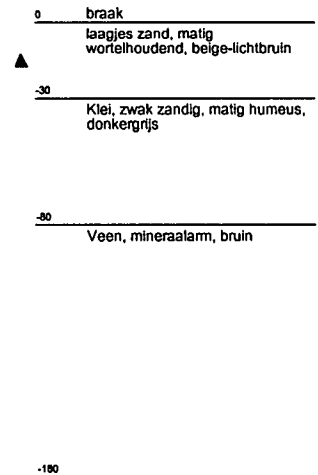 0 braak
laagjes zand, matig
wortelhoudend, beige-lichtbruin
-30
Klei, zwak zandig, matig humeus,
donkergrijs
-80
Veen, mineraalarm, bruin
-180